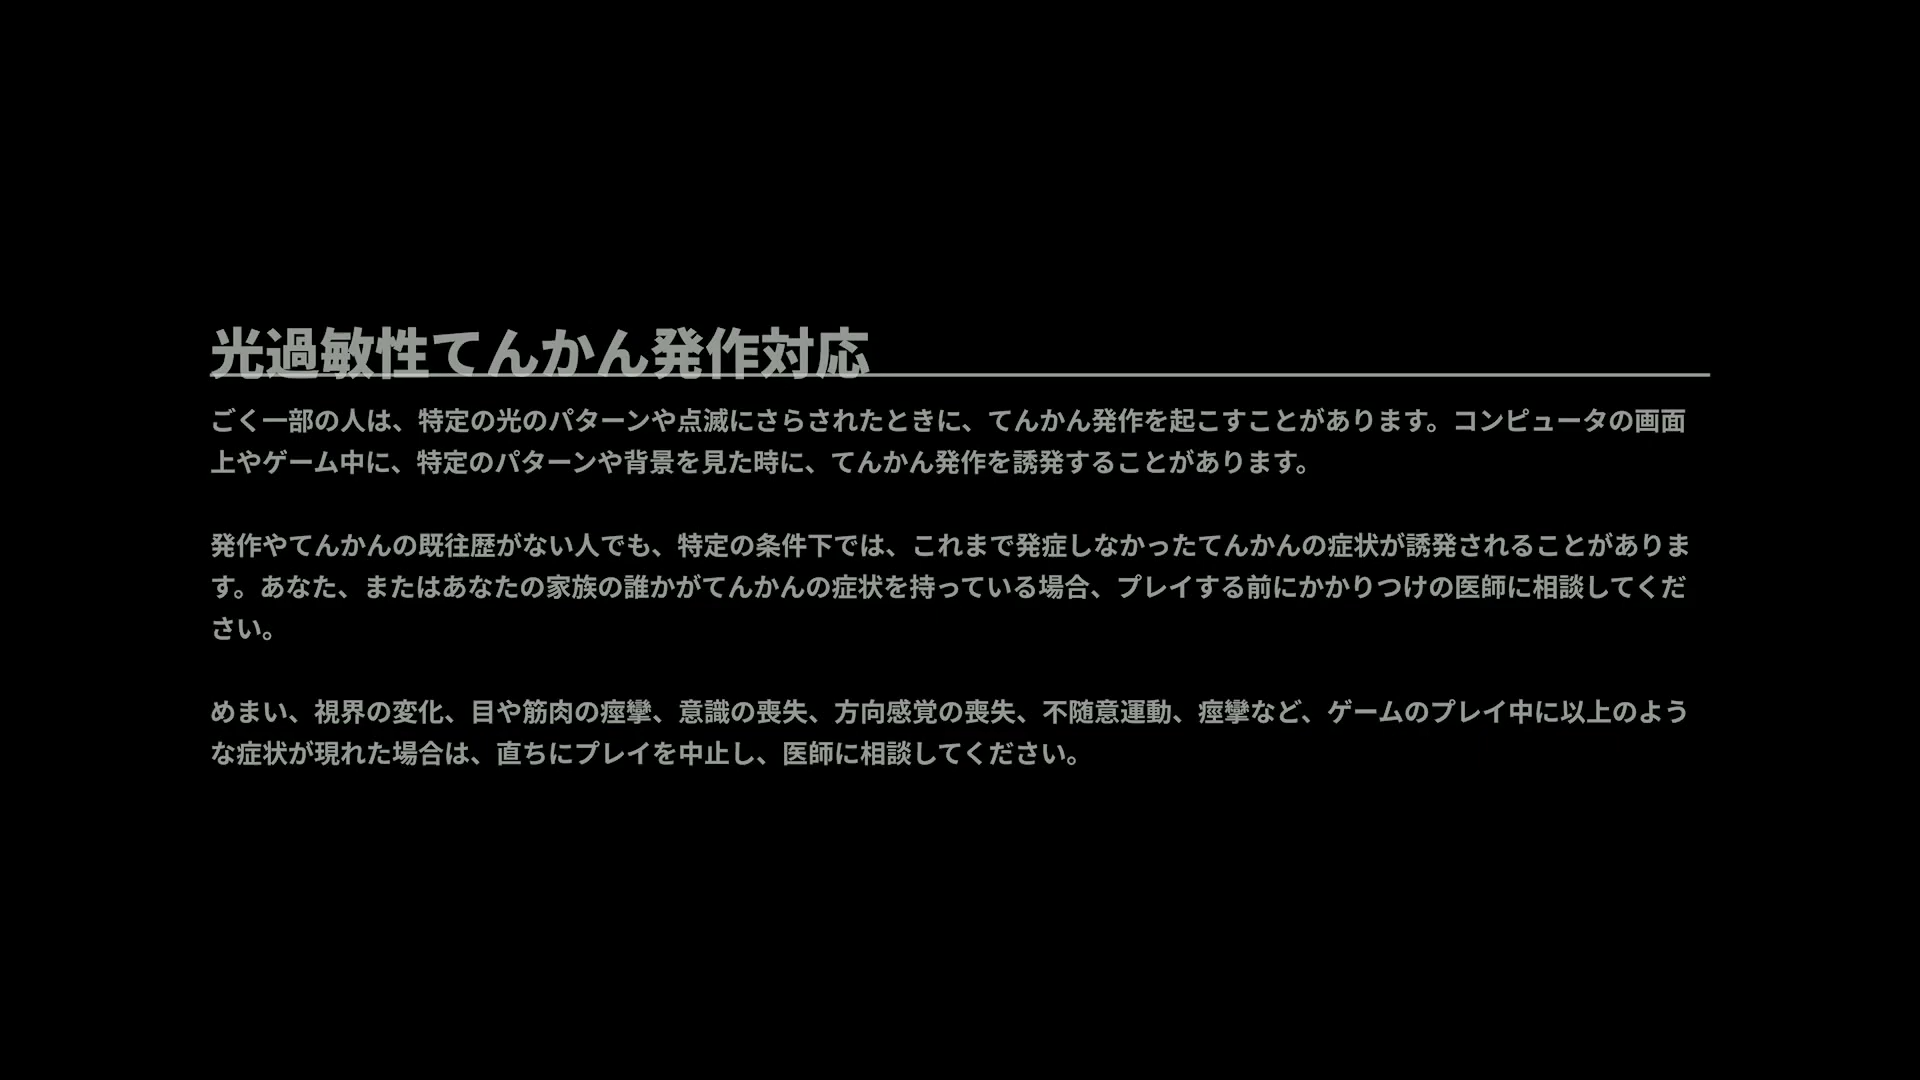 光過敏性てんかん発作対応
ごく一部の人は、特定の光のパターンや点滅にさらされたときに、てんかん発作を起こすことがあります。コンピュータの画面
上やゲーム中に、特定のパターンや背景を見た時に、てんかん発作を誘発することがあります。
発作やてんかんの既往歴がない人でも、特定の条件下では、これまで発症しなかったてんかんの症状が誘発されることがありま
す。あなた、またはあなたの家族の誰かがてんかんの症状を持っている場合、プレイする前にかかりつけの医師に相談してくだ
さい。
めまい、視界の変化、目や筋肉の痙攣、意識の喪失、方向感覚の喪失、不随意運動、痙攣など、ゲームのプレイ中に以上のよう
な症状が現れた場合は、直ちにプレイを中止し、医師に相談してください。